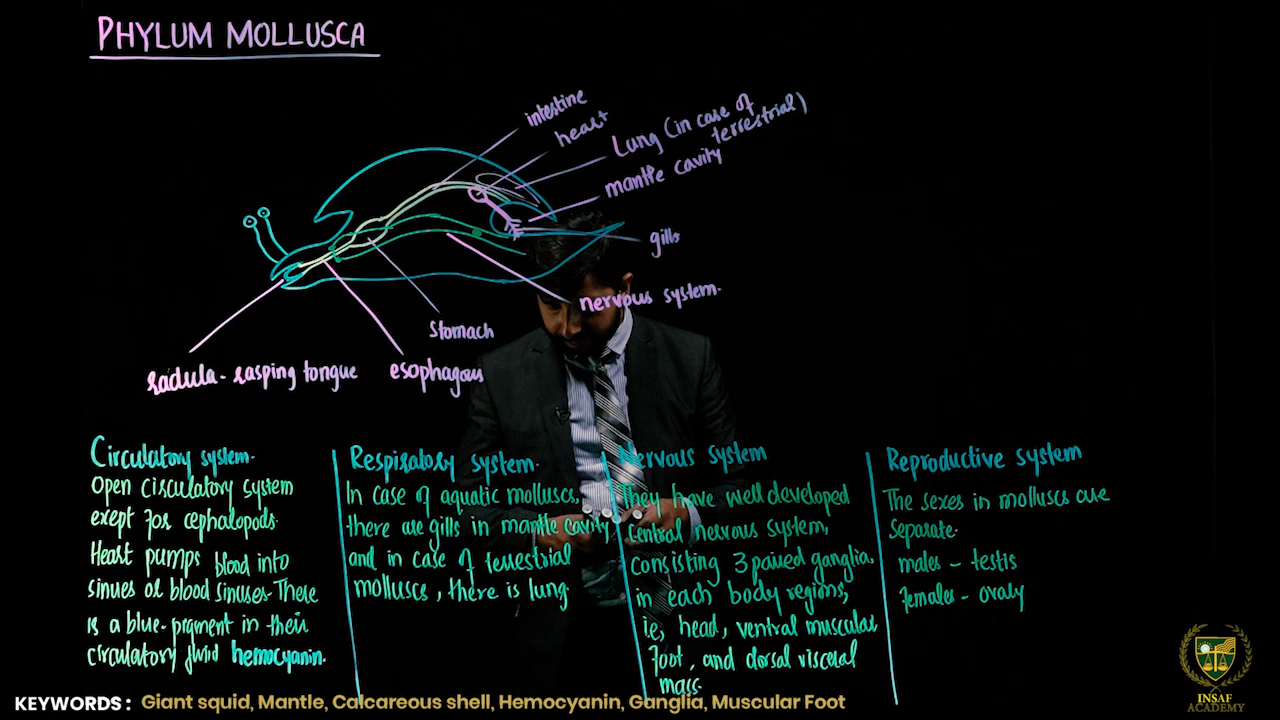 PHYLUM MOLLUSCA
intestine
heart
Lung (in case of
terrestrial)
mantle cavity
gills
nervous system.
stomach
radula - rasping tongue
esophagous
Circulatory system.
Open circulatory system
exept for cephalopods.
Heart pumps blood into
sinues or blood sinuses. There
is a blue-pigment in their
circulatory fluid hemocyanin.
Respiratory system.
In case of aquatic molluscs,
there are gills in mantle cavity
and in case of terrestrial
molluscs, there is lung.
Nervous system
They have well developed
central nervous system,
consisting 3 paired ganglia,
in each body regions,
ie, head, ventral muscular
foot, and dorsal visceral
mass.
Reproductive system
The sexes in molluscs are
separate.
males - testis
females - ovary
KEYWORDS : Giant squid, Mantle, Calcareous shell, Hemocyanin, Ganglia, Muscular Foot
INSAF
ACADEMY